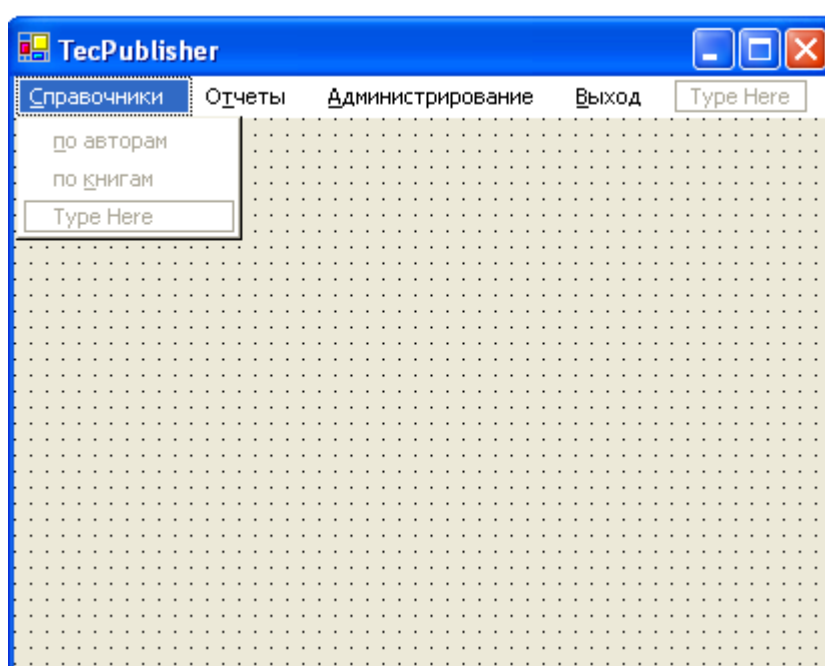 TecPublisher
Справочники Отчеты Администрирование Выход Type Here
по авторам
по книгам
Type Here